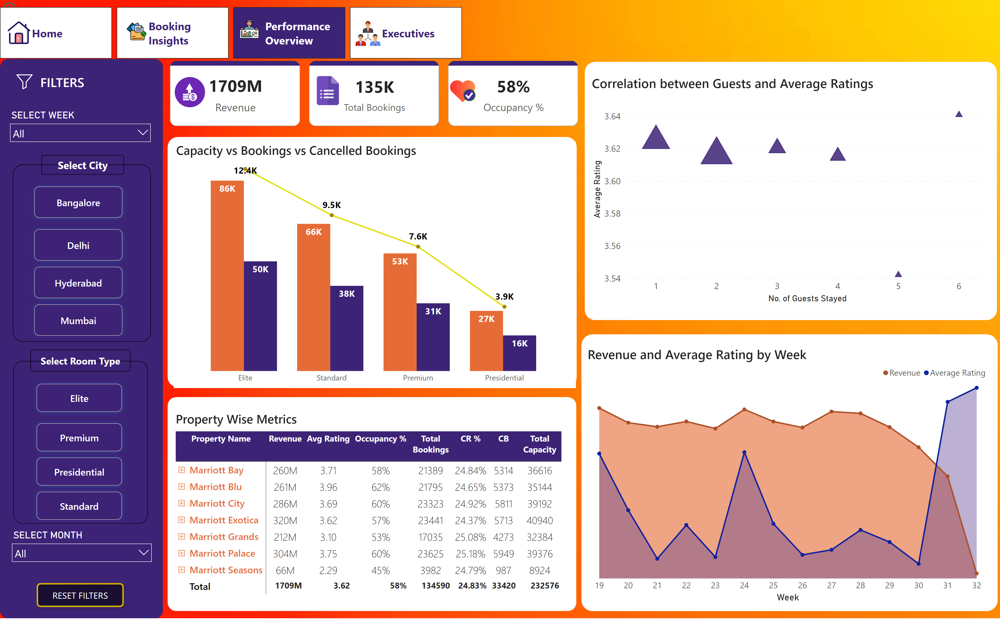 Home
Booking
Insights
Performance
Overview
Executives
FILTERS
SELECT WEEK
All
Select City
Bangalore
Delhi
Hyderabad
Mumbai
Select Room Type
Elite
Premium
Presidential
Standard
SELECT MONTH
All
RESET FILTERS
1709M
Revenue
135K
Total Bookings
58%
Occupancy %
Capacity vs Bookings vs Cancelled Bookings
12.4K
9.5K
7.6K
3.9K
86K
50K
66K
38K
53K
31K
27K
16K
Elite Standard Premium Presidential
Property Wise Metrics
Property Name Revenue Avg Rating Occupancy % Total Bookings CR % CB Total Capacity
Marriott Bay 260M 3.71 58% 21389 24.84% 5314 36616
Marriott Blu 261M 3.96 62% 21795 24.65% 5373 35144
Marriott City 286M 3.69 60% 23323 24.92% 5811 39192
Marriott Exotica 320M 3.62 57% 23441 24.37% 5713 40940
Marriott Grands 212M 3.10 53% 17035 25.08% 4273 32384
Marriott Palace 304M 3.75 60% 23625 25.18% 5949 39376
Marriott Seasons 66M 2.29 45% 3982 24.79% 987 8924
Total 1709M 3.62 58% 134590 24.83% 33420 232576
Correlation between Guests and Average Ratings
Average Rating
3.64
3.62
3.60
3.58
3.56
3.54
1 2 3 4 5 6
No. of Guests Stayed
Revenue and Average Rating by Week
Revenue Average Rating
19 20 21 22 23 24 25 26 27 28 29 30 31 32
Week